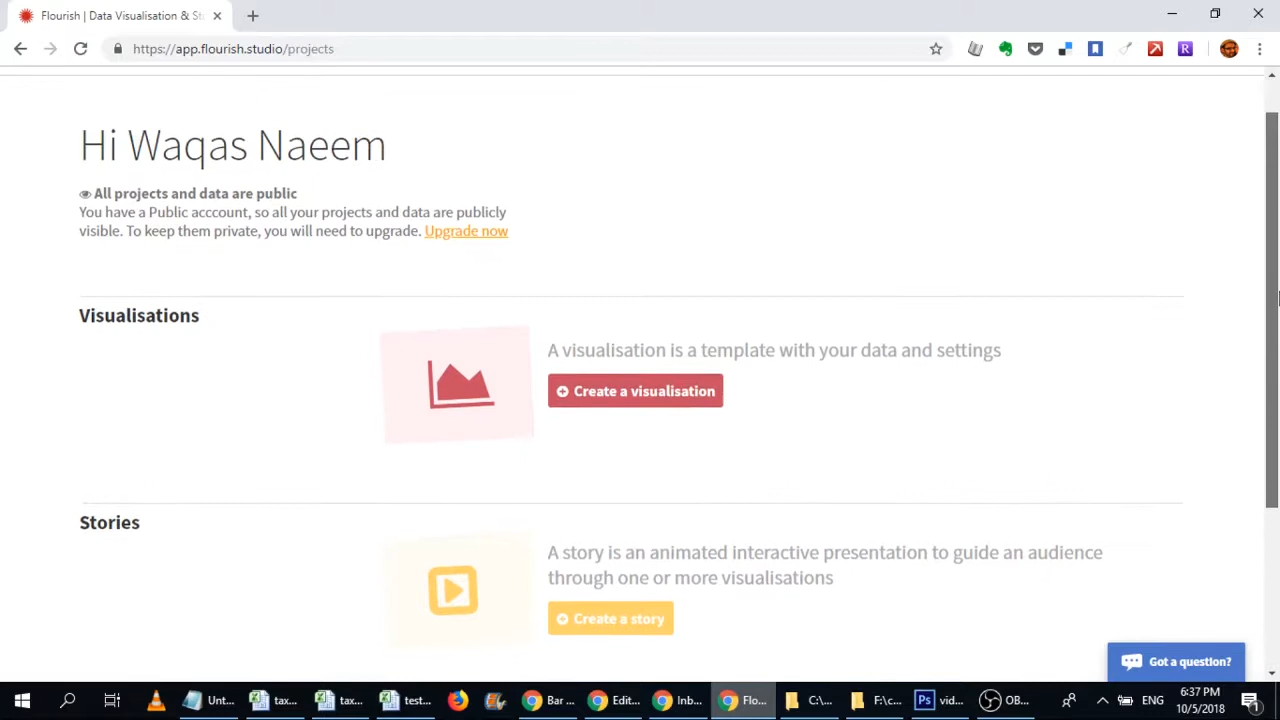 Flourish | Data Visualisation & St
https://app.flourish.studio/projects
Hi Waqas Naeem
All projects and data are public
You have a Public acccount, so all your projects and data are publicly
visible. To keep them private, you will need to upgrade. Upgrade now
Visualisations
A visualisation is a template with your data and settings
Create a visualisation
Stories
A story is an animated interactive presentation to guide an audience
through one or more visualisations
Create a story
Got a question?
Unt... tax... tax... test... Bar ... Edit... Inb... Flo... C:\... F:\c... Ps vid... OB... ENG 6:37 PM
10/5/2018